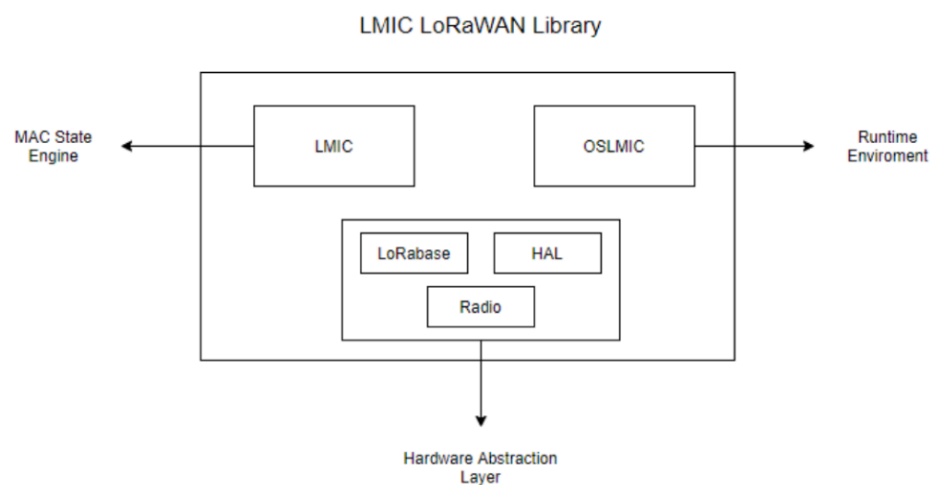 LMIC LoRaWAN Library
MAC State
Engine
LMIC
OSLMIC
Runtime
Enviroment
LoRabase
HAL
Radio
Hardware Abstraction
Layer